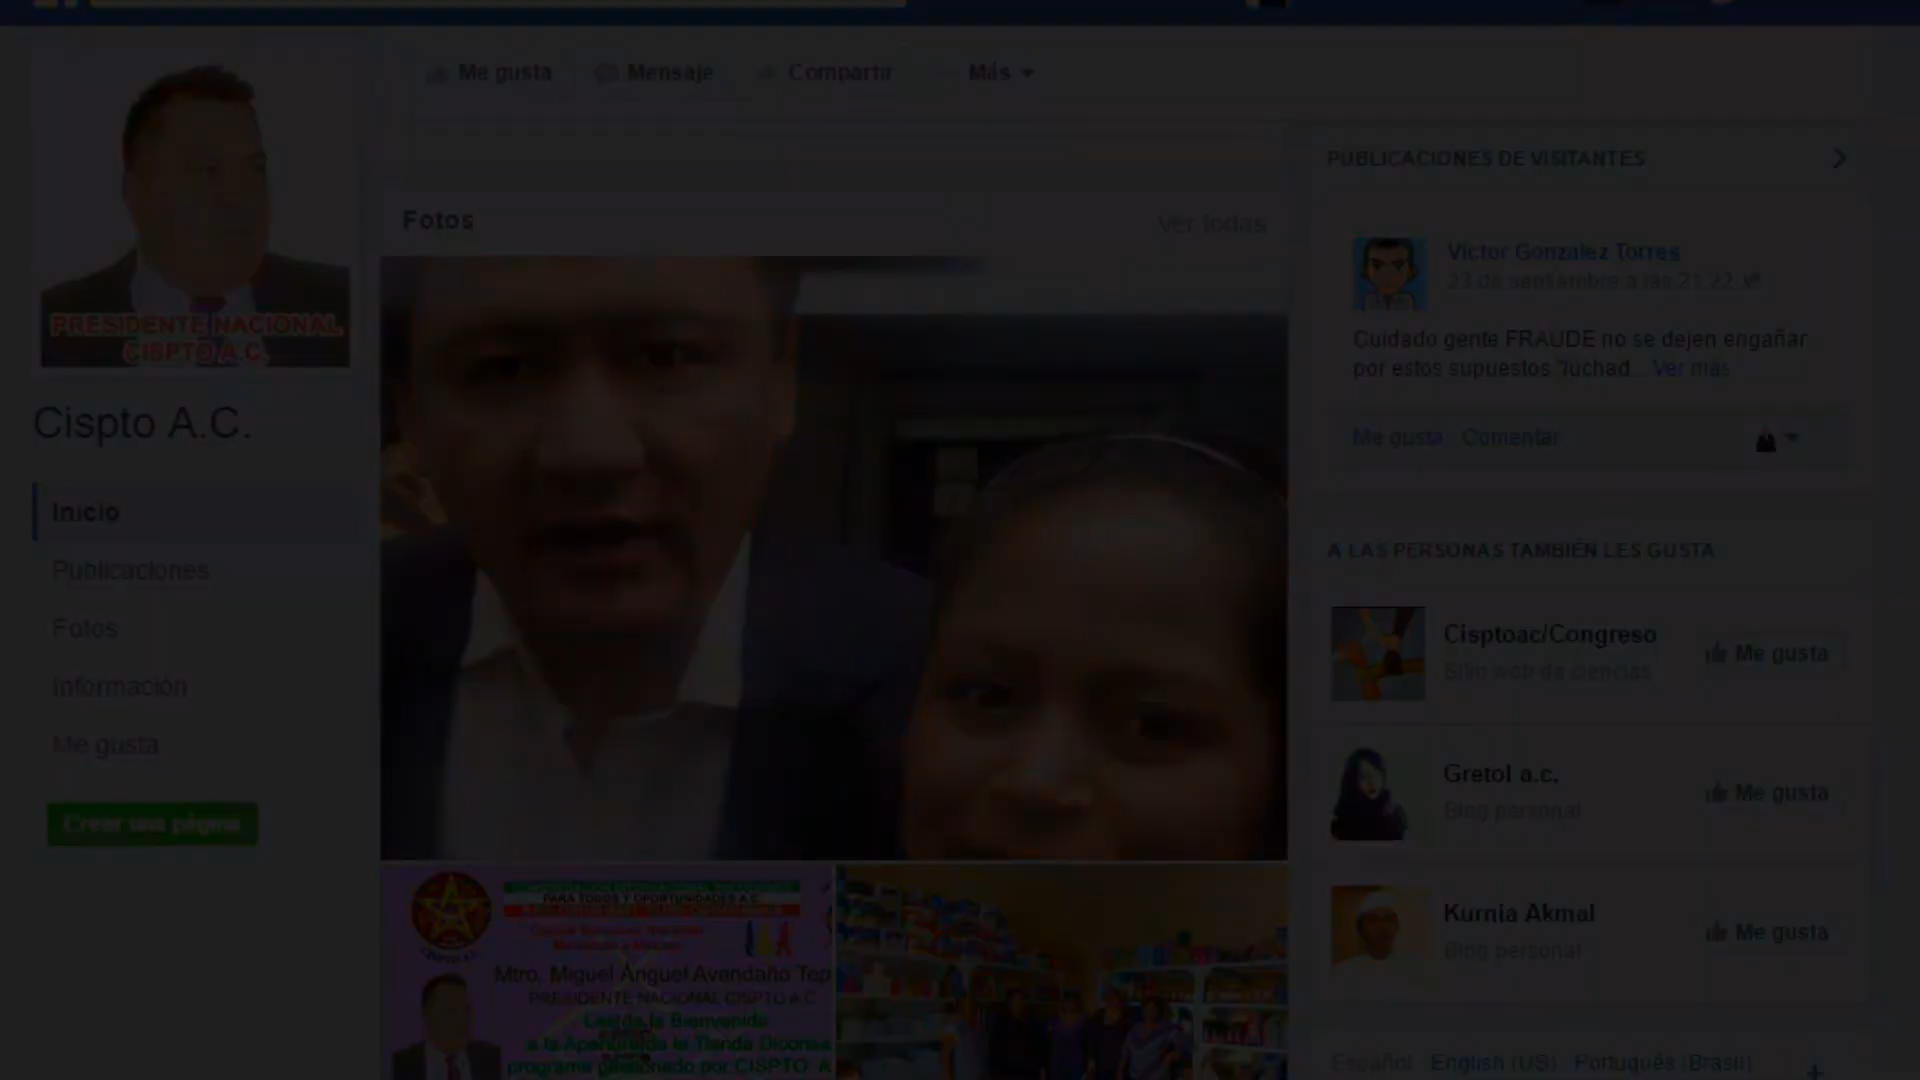 Me gusta
Mensaje
Compartir
Más
PRESIDENTE NACIONAL
CISPTO A.C.
Cispto A.C.
Inicio
Publicaciones
Fotos
Información
Me gusta
Crear una página
Fotos
Ver todas
PARA TODOS Y OPORTUNIDADES A.C.
Mtro. Miguel Anguel Avendaño Tep
PRESIDENTE NACIONAL CISPTO A.C
Les da la Bienvenida
a la Apertura de la Tienda Diconsa
programa gestionado por CISPTO A
PUBLICACIONES DE VISITANTES
Victor Gonzalez Torres
23 de septiembre a las 21:22
Cuidado gente FRAUDE no se dejen engañar
por estos supuestos "luchad... Ver más
Me gusta · Comentar
A LAS PERSONAS TAMBIÉN LES GUSTA
Cisptoac/Congreso
Sitio web de ciencias
Me gusta
Gretol a.c.
Blog personal
Me gusta
Kurnia Akmal
Blog personal
Me gusta
Español · English (US) · Português (Brasil)